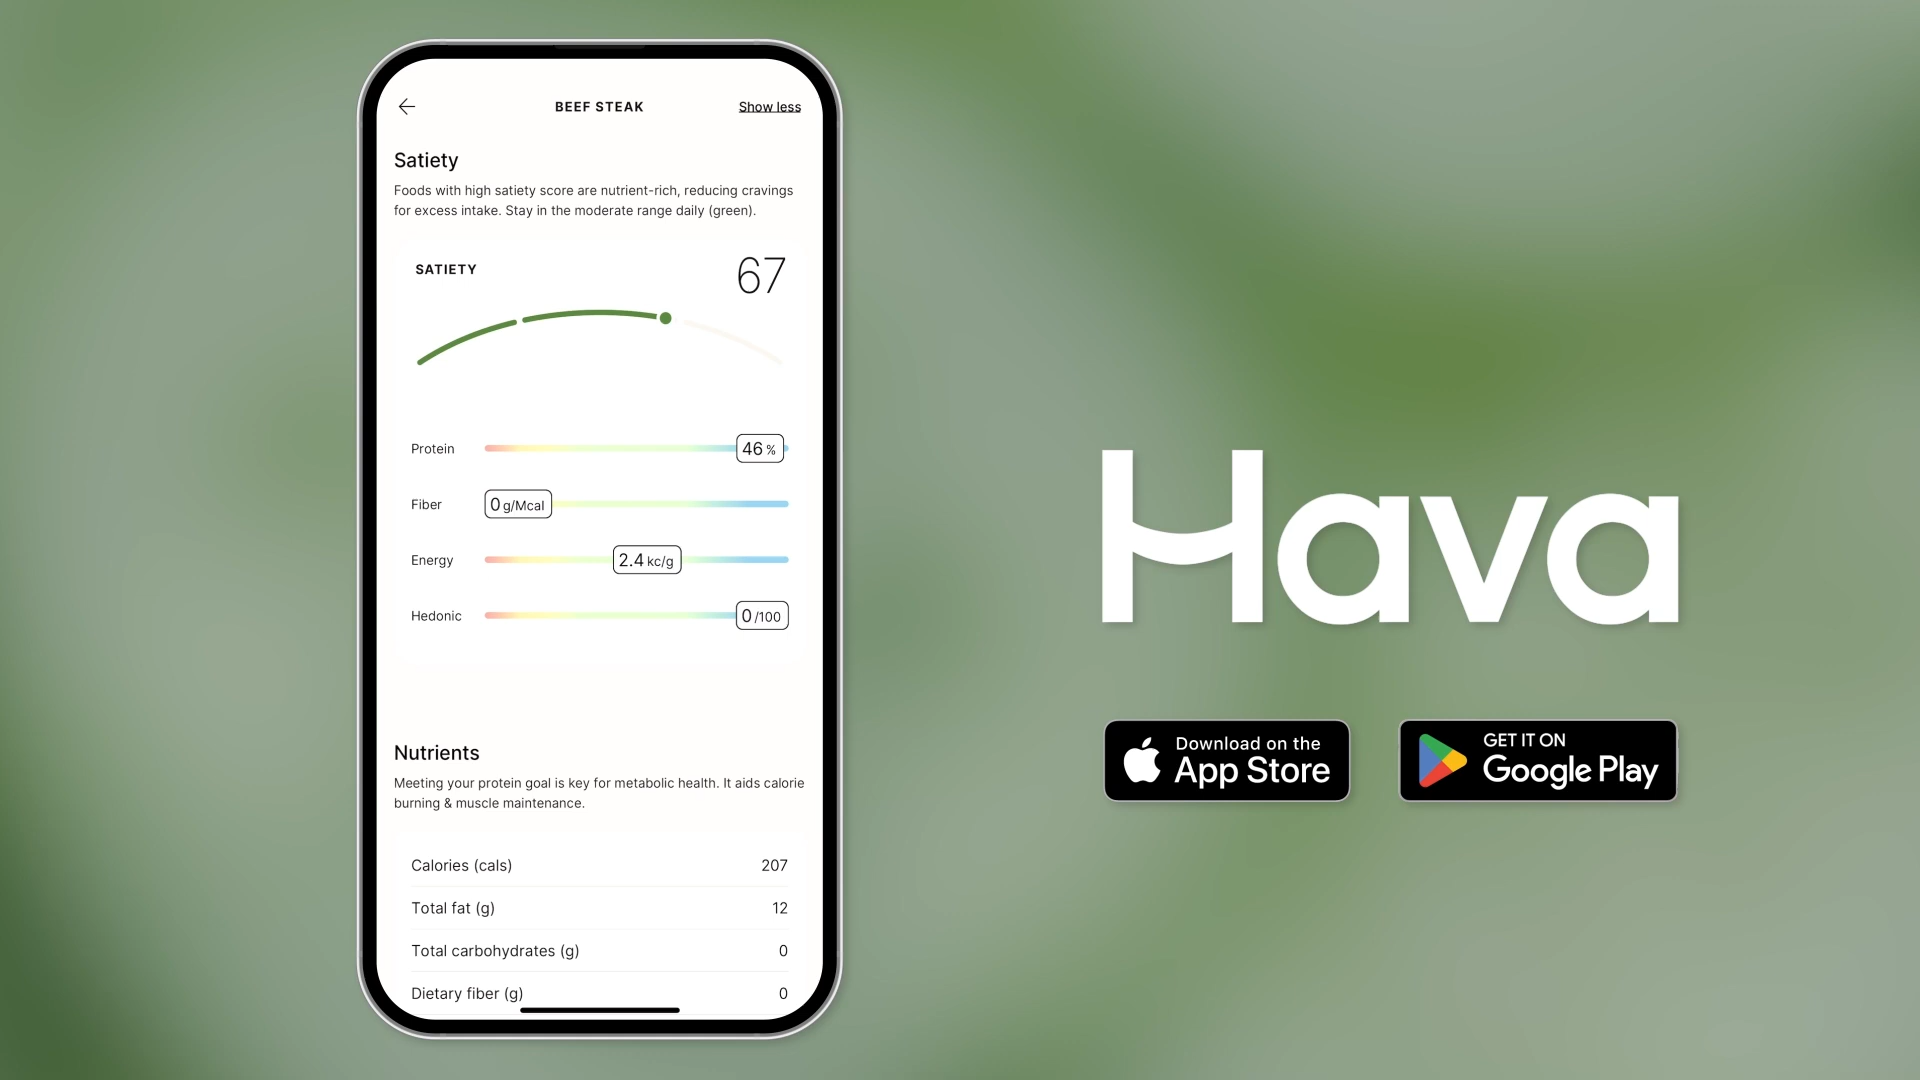 BEEF STEAK
Show less
Satiety
Foods with high satiety score are nutrient-rich, reducing cravings
for excess intake. Stay in the moderate range daily (green).
SATIETY
67
Protein
46 %
Fiber
0 g/Mcal
Energy
2.4 kc/g
Hedonic
0 /100
Nutrients
Meeting your protein goal is key for metabolic health. It aids calorie
burning & muscle maintenance.
Calories (cals) 207
Total fat (g) 12
Total carbohydrates (g) 0
Dietary fiber (g) 0
Hava
Download on the
App Store
GET IT ON
Google Play